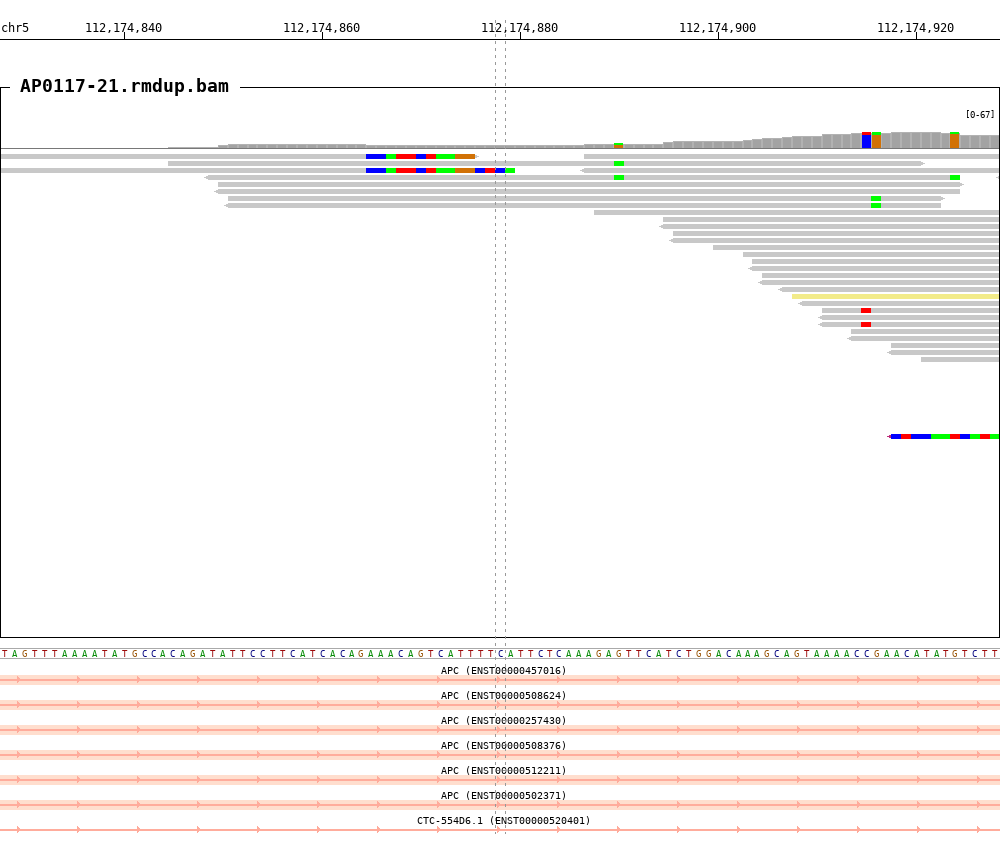 chr5 112,174,840 112,174,860 112,174,880 112,174,900 112,174,920
AP0117-21.rmdup.bam
[0-67]
TAGTTTAAAATATGCCACAGATATTCCTTCATCACAGAAACAGTCATTTTCATTCTCAAAGAGTTCATCTGGACAAAGCAGTAAAACCGAACATATGTCTT
APC (ENST00000457016)
APC (ENST00000508624)
APC (ENST00000257430)
APC (ENST00000508376)
APC (ENST00000512211)
APC (ENST00000502371)
CTC-554D6.1 (ENST00000520401)